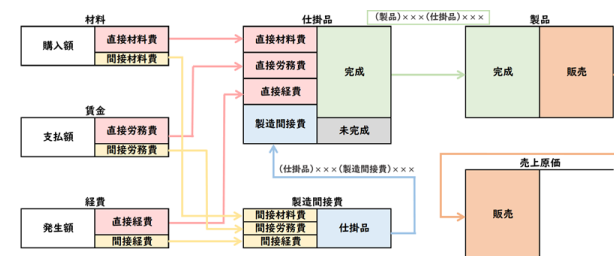 材料
購入額
直接材料費
間接材料費
賃金
支払額
直接労務費
間接労務費
経費
発生額
直接経費
間接経費
仕掛品
直接材料費
直接労務費
直接経費
製造間接費
完成
未完成
(製品)×××(仕掛品)×××
(仕掛品)×××(製造間接費)×××
製造間接費
間接材料費
間接労務費
間接経費
仕掛品
製品
完成
販売
売上原価
販売